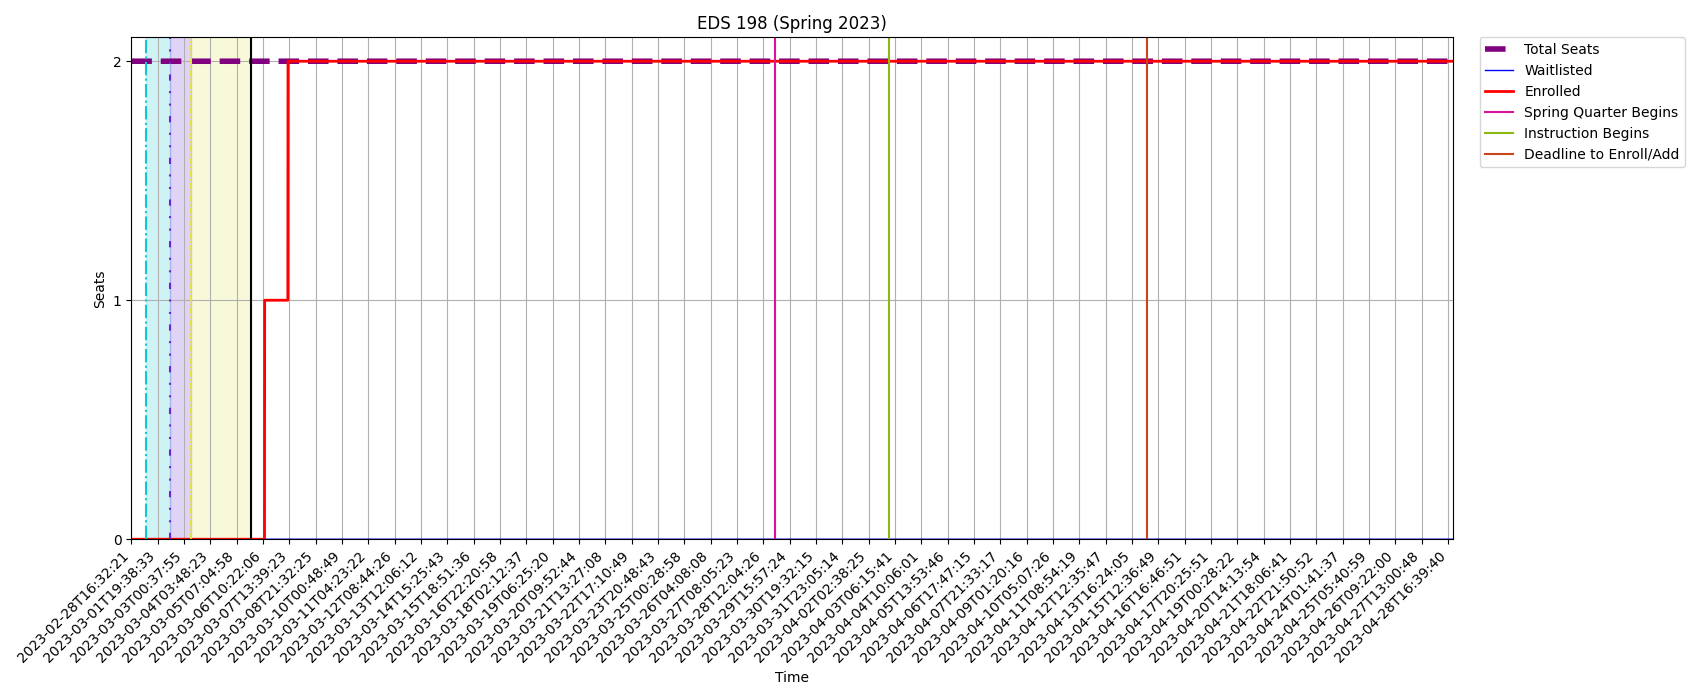 EDS 198 (Spring 2023)
Total Seats
Waitlisted
Enrolled
Spring Quarter Begins
Instruction Begins
Deadline to Enroll/Add
Seats
2
1
0
2023-02-28T16:32:21
2023-03-01T19:38:33
2023-03-03T00:37:55
2023-03-04T03:48:23
2023-03-05T07:04:58
2023-03-06T10:22:06
2023-03-07T13:39:23
2023-03-08T21:32:25
2023-03-10T00:48:49
2023-03-11T04:23:22
2023-03-12T08:44:26
2023-03-13T12:06:12
2023-03-14T15:25:43
2023-03-15T18:51:36
2023-03-16T22:20:58
2023-03-18T02:12:37
2023-03-19T06:25:20
2023-03-20T09:52:44
2023-03-21T13:27:08
2023-03-22T17:10:49
2023-03-23T20:48:43
2023-03-25T00:28:58
2023-03-26T04:08:09
2023-03-27T08:05:23
2023-03-28T12:04:26
2023-03-29T15:57:24
2023-03-30T19:32:15
2023-03-31T23:05:14
2023-04-02T02:38:25
2023-04-03T06:15:41
2023-04-04T10:06:01
2023-04-05T13:53:46
2023-04-06T17:47:15
2023-04-07T21:33:17
2023-04-09T01:20:16
2023-04-10T05:07:26
2023-04-11T08:54:19
2023-04-12T12:35:47
2023-04-13T16:24:05
2023-04-15T12:36:49
2023-04-16T16:46:51
2023-04-17T20:25:51
2023-04-19T00:28:22
2023-04-20T14:13:54
2023-04-21T18:06:41
2023-04-22T21:50:52
2023-04-24T01:41:37
2023-04-25T05:40:59
2023-04-26T09:22:00
2023-04-27T13:00:48
2023-04-28T16:39:40
Time